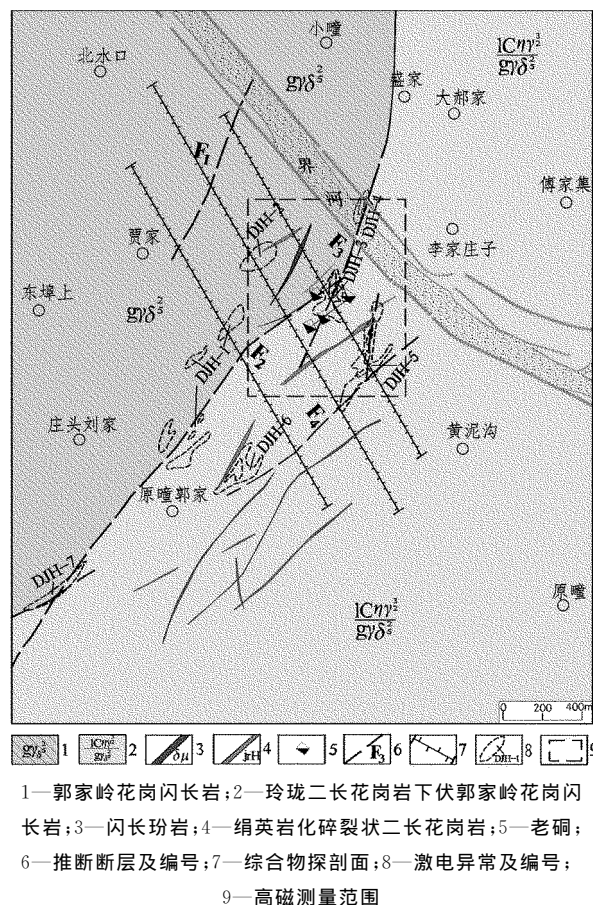 小疃
北水口
gγδ²₅
lCηγ³₂
gγδ²₅
盛家
大郝家
F₁
界
河
傅家集
DJH-2
DJH-4
贾家
F₃
DJH-3
李家庄子
东埠上
gγδ²₅
DJH-1
F₂
DJH-5
F₄
庄头刘家
DJH-6
黄泥沟
原疃郭家
DJH-7
原疃
lCηγ³₂
gγδ²₅
0 200 400m
gγδ²₅ 1 lCηγ³₂ gγδ²₅ 2 δμ 3 JγH 4 5 F₃ 6 7 DJH-1 8 9
1—郭家岭花岗闪长岩;2—玲珑二长花岗岩下伏郭家岭花岗闪
长岩;3—闪长玢岩;4—绢英岩化碎裂状二长花岗岩;5—老硐;
6—推断断层及编号;7—综合物探剖面;8—激电异常及编号;
9—高磁测量范围